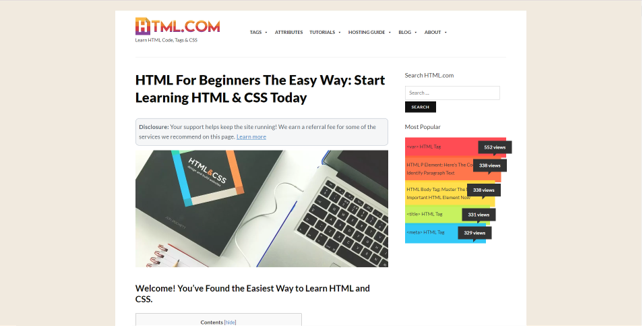 HTML.COM
Learn HTML Code, Tags & CSS
TAGS ATTRIBUTES TUTORIALS HOSTING GUIDE BLOG ABOUT
HTML For Beginners The Easy Way: Start
Learning HTML & CSS Today
Disclosure: Your support helps keep the site running! We earn a referral fee for some of the
services we recommend on this page. Learn more
HTML&CSS
Welcome! You've Found the Easiest Way to Learn HTML and
CSS.
Contents [hide]
Search HTML.com
Search ...
SEARCH
Most Popular
HTML Tag
552 views
HTML P Element: Here's The
Identify Paragraph Text
338 views
HTML Body Tag: Master The
Important HTML Element Now
338 views
<title> HTML Tag
331 views
HTML Tag
329 views